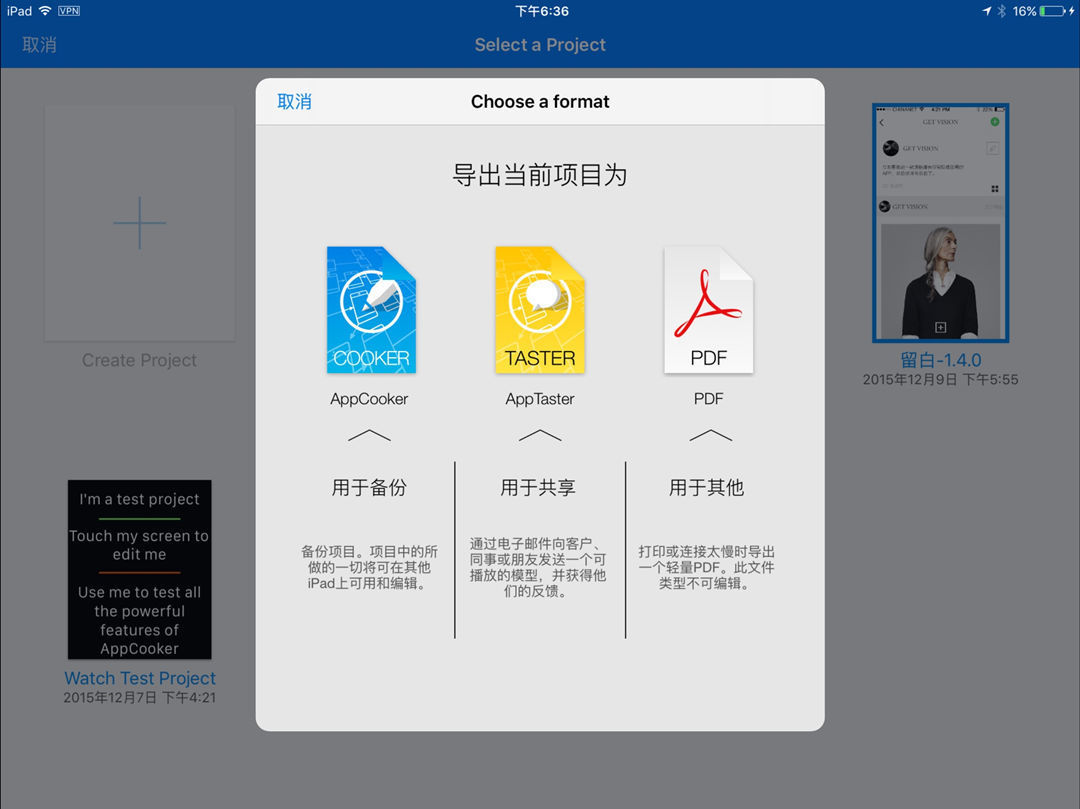 iPad VPN 下午6:36 16%
取消 Select a Project
取消 Choose a format
导出当前项目为
COOKER TASTER PDF
AppCooker AppTaster PDF
用于备份 用于共享 用于其他
备份项目。项目中的所
做的一切将可在其他
iPad上可用和编辑。
通过电子邮件向客户、
同事或朋友发送一个可
播放的模型，并获得他
们的反馈。
打印或连接太慢时导出
一个轻量PDF。此文件
类型不可编辑。
Create Project
4:21 PM
GET VISION
GET VISION
GET VISION
留白-1.4.0
2015年12月9日 下午5:55
I'm a test project
Touch my screen to
edit me
Use me to test all
the powerful
features of
AppCooker
Watch Test Project
2015年12月7日 下午4:21